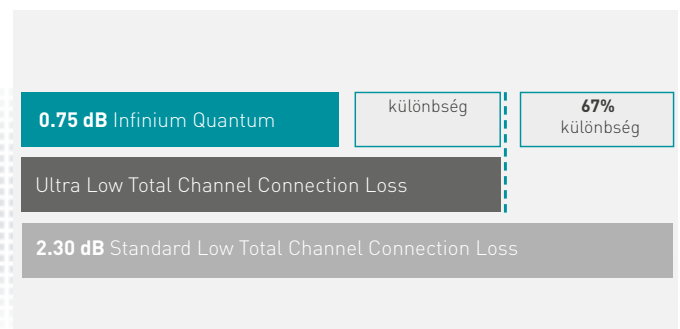 0.75 dB Infinium Quantum
különbség
67%
különbség
Ultra Low Total Channel Connection Loss
2.30 dB Standard Low Total Channel Connection Loss